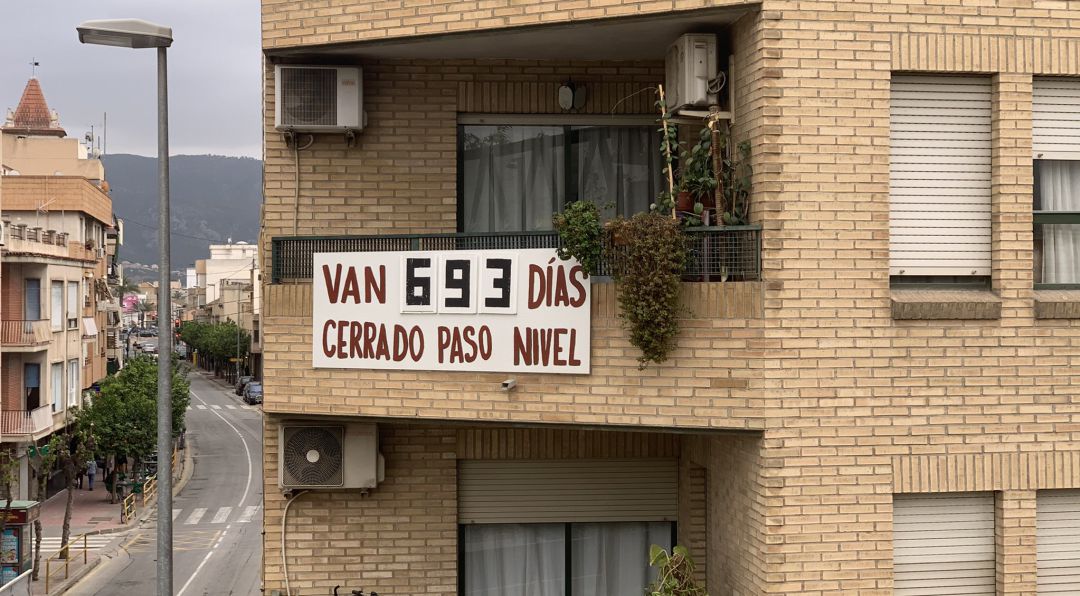 VAN 693 DÍAS
CERRADO PASO NIVEL